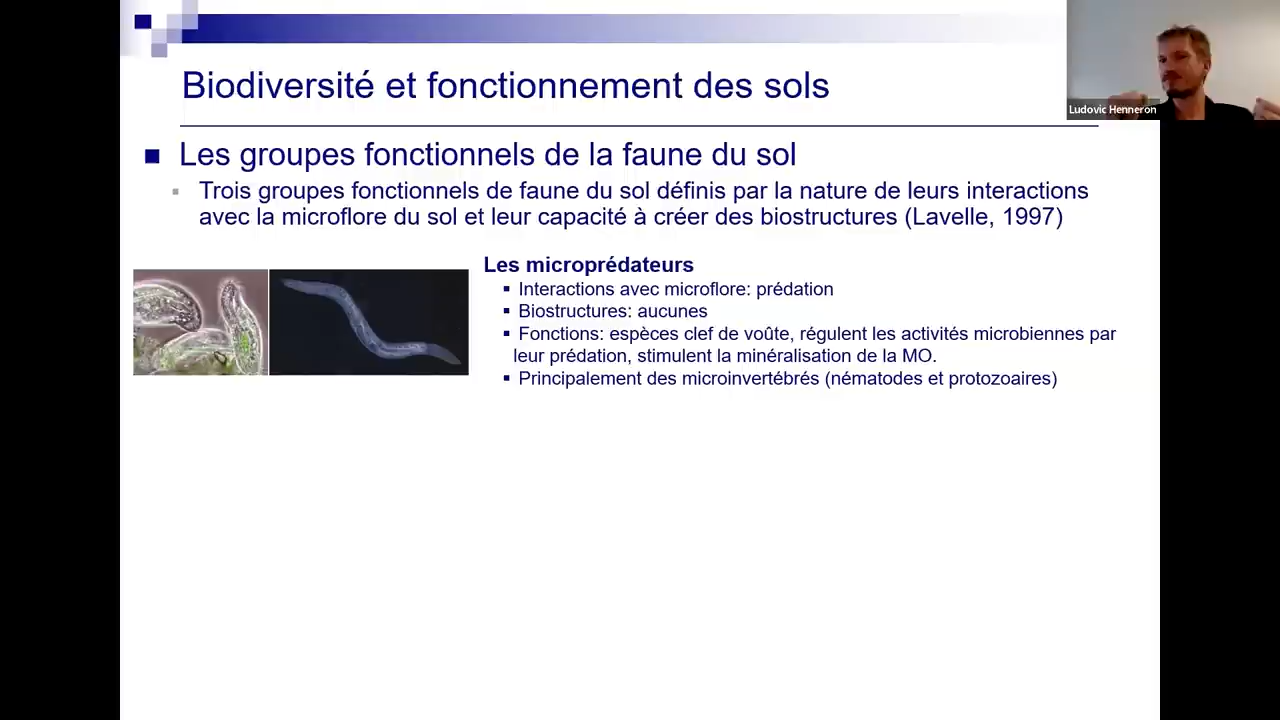 Biodiversité et fonctionnement des sols
Ludovic Henneron
Les groupes fonctionnels de la faune du sol
Trois groupes fonctionnels de faune du sol définis par la nature de leurs interactions
avec la microflore du sol et leur capacité à créer des biostructures (Lavelle, 1997)
Les microprédateurs
Interactions avec microflore: prédation
Biostructures: aucunes
Fonctions: espèces clef de voûte, régulent les activités microbiennes par
leur prédation, stimulent la minéralisation de la MO.
Principalement des microinvertébrés (nématodes et protozoaires)